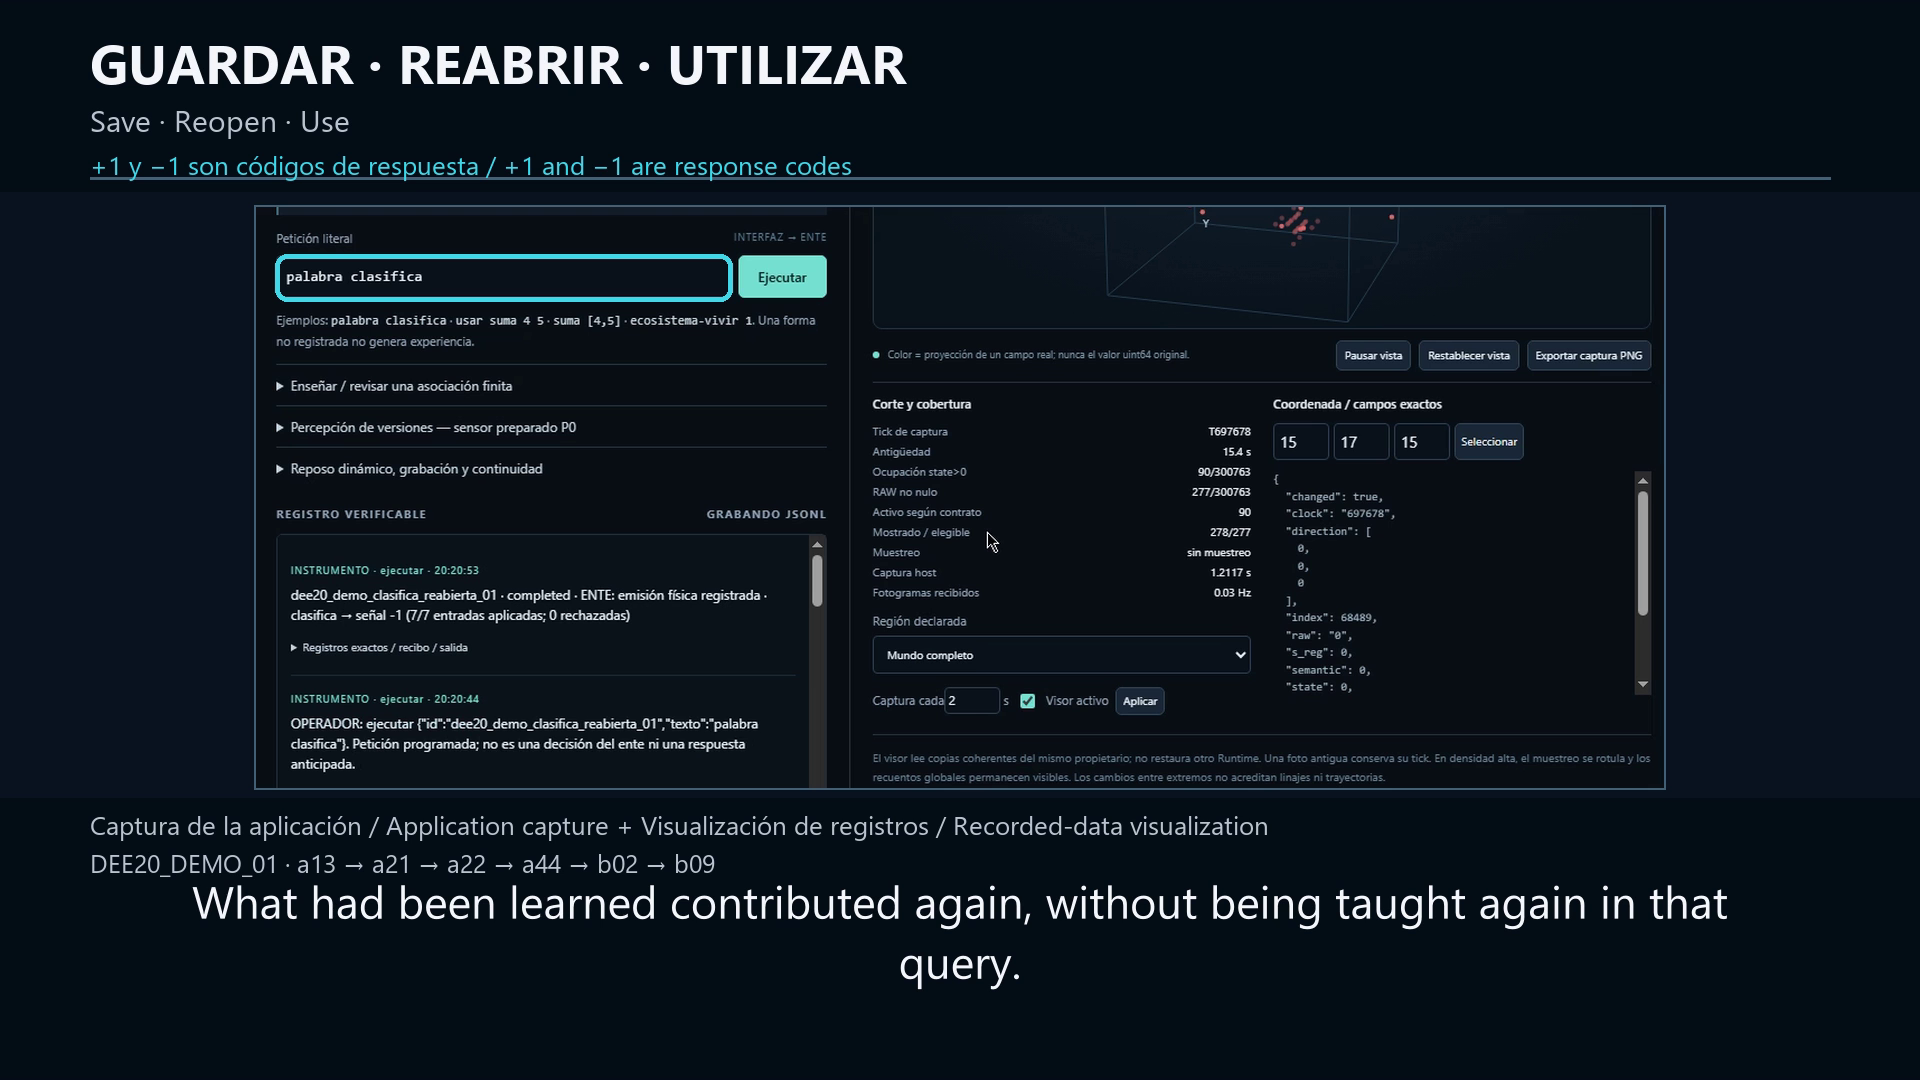 GUARDAR · REABRIR · UTILIZAR
Save · Reopen · Use
+1 y −1 son códigos de respuesta / +1 and −1 are response codes
Petición literal
INTERFAZ → ENTE
palabra clasifica
Ejecutar
Ejemplos: palabra clasifica · usar suma 4 5 · suma [4,5] · ecosistema-vivir 1. Una forma
no registrada no genera experiencia.
▶ Enseñar / revisar una asociación finita
▶ Percepción de versiones — sensor preparado P0
▶ Reposo dinámico, grabación y continuidad
REGISTRO VERIFICABLE
GRABANDO JSONL
INSTRUMENTO · ejecutar · 20:20:53
dee20_demo_clasifica_reabierta_01 · completed · ENTE: emisión física registrada ·
clasifica → señal -1 (7/7 entradas aplicadas; 0 rechazadas)
▶ Registros exactos / recibo / salida
INSTRUMENTO · ejecutar · 20:20:44
OPERADOR: ejecutar {"id":"dee20_demo_clasifica_reabierta_01","texto":"palabra
clasifica"}. Petición programada; no es una decisión del ente ni una respuesta
anticipada.
Y
Color = proyección de un campo real; nunca el valor uint64 original.
Pausar vista
Restablecer vista
Exportar captura PNG
Corte y cobertura
Tick de captura T697678
Antigüedad 15.4 s
Ocupación state>0 90/300763
RAW no nulo 277/300763
Activo según contrato 90
Mostrado / elegible 278/277
Muestreo sin muestreo
Captura host 1.2117 s
Fotogramas recibidos 0.03 Hz
Región declarada
Mundo completo
Captura cada 2 s Visor activo Aplicar
Coordenada / campos exactos
15 17 15 Seleccionar
{
"changed": true,
"clock": "697678",
"direction": [
0,
0,
0
],
"index": 68489,
"raw": "0",
"s_reg": 0,
"semantic": 0,
"state": 0,
El visor lee copias coherentes del mismo propietario; no restaura otro Runtime. Una foto antigua conserva su tick. En densidad alta, el muestreo se rotula y los
recuentos globales permanecen visibles. Los cambios entre extremos no acreditan linajes ni trayectorias.
Captura de la aplicación / Application capture + Visualización de registros / Recorded-data visualization
DEE20_DEMO_01 · a13 → a21 → a22 → a44 → b02 → b09
What had been learned contributed again, without being taught again in that
query.